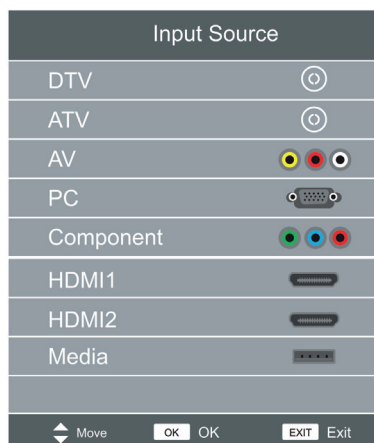 Input Source
DTV
ATV
AV
PC
Component
HDMI1
HDMI2
Media
Move OK OK EXIT Exit